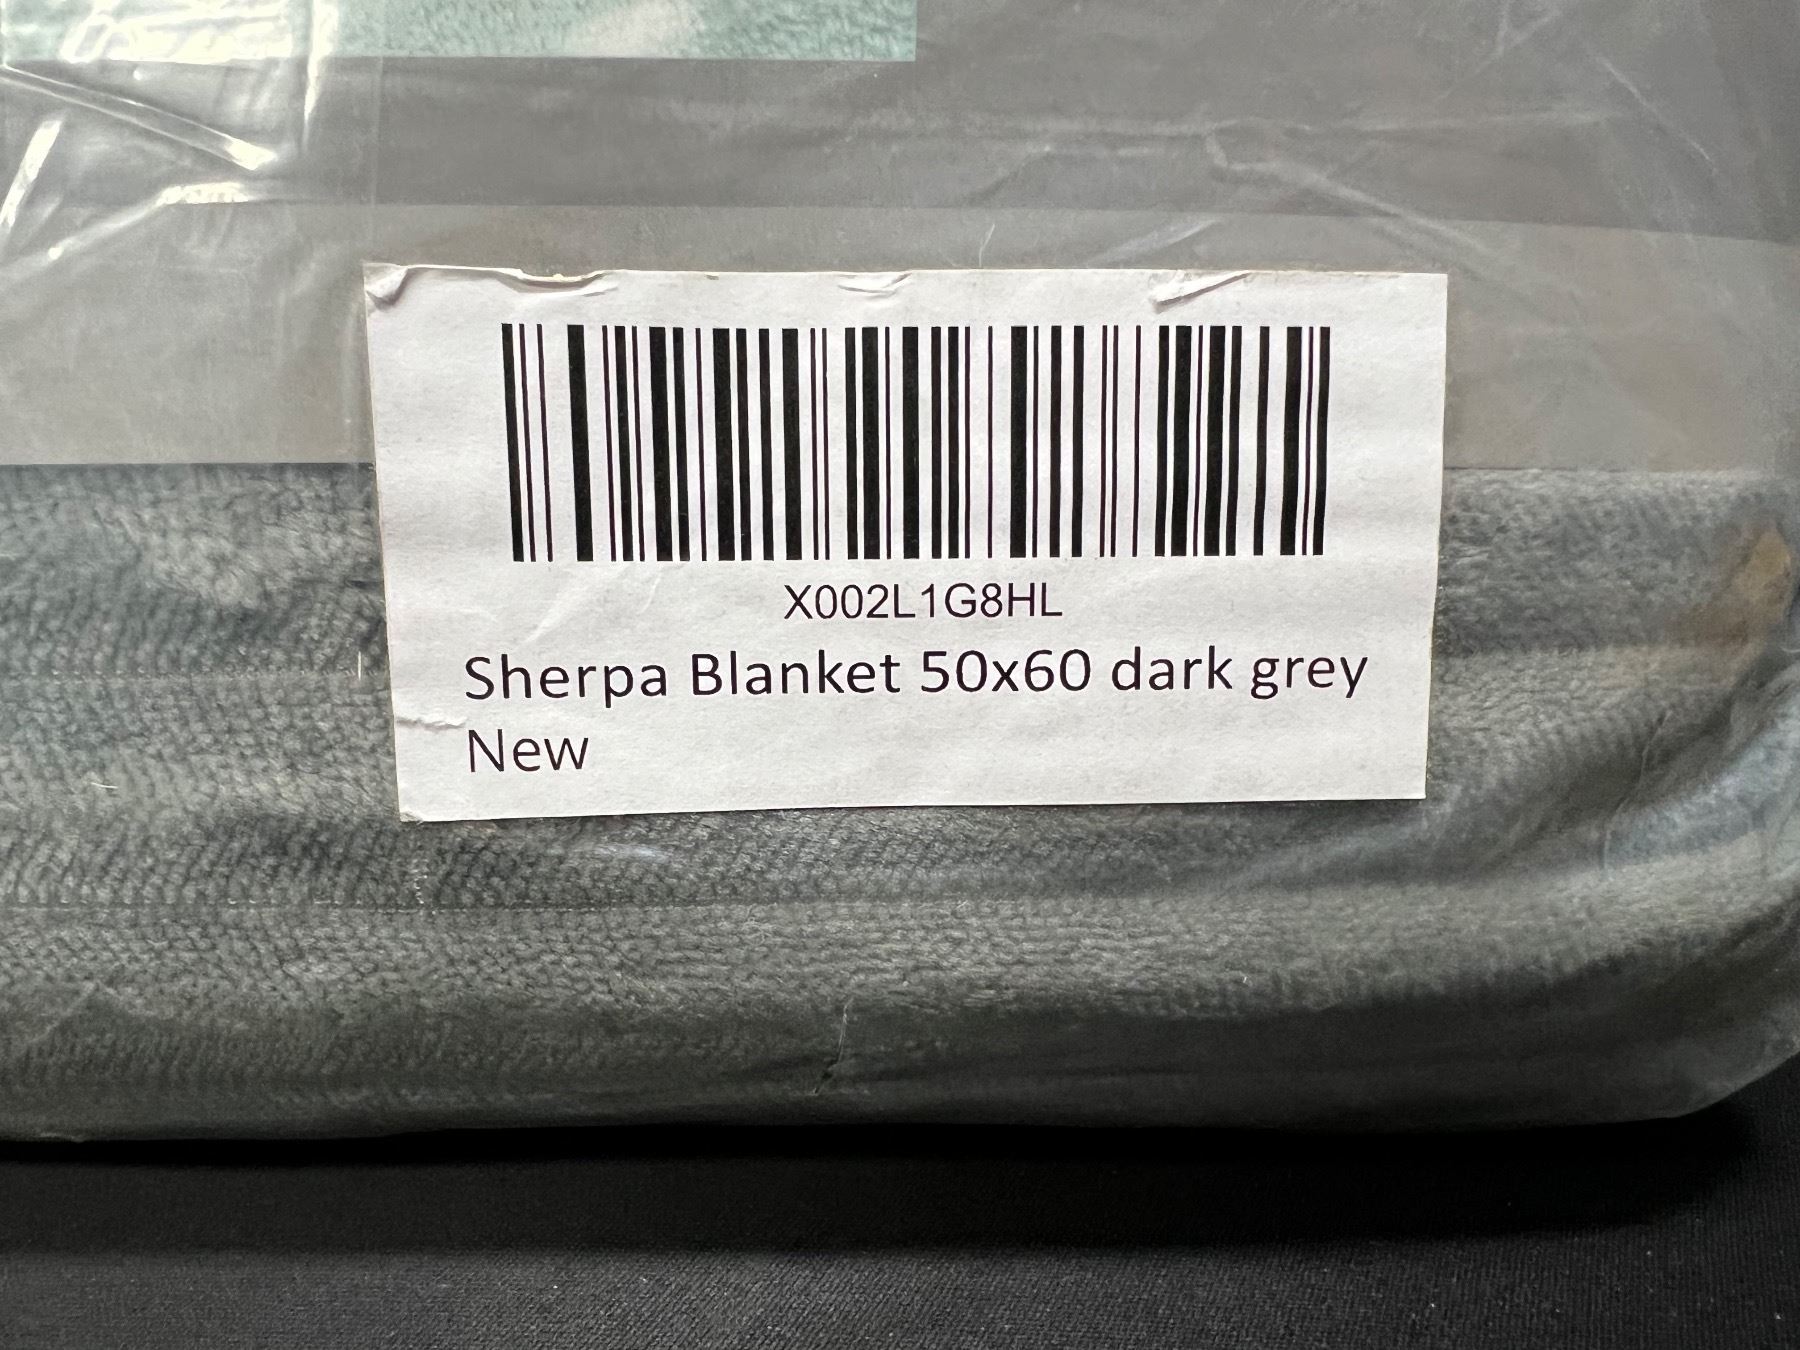 X002L1G8HL
Sherpa Blanket 50x60 dark grey
New